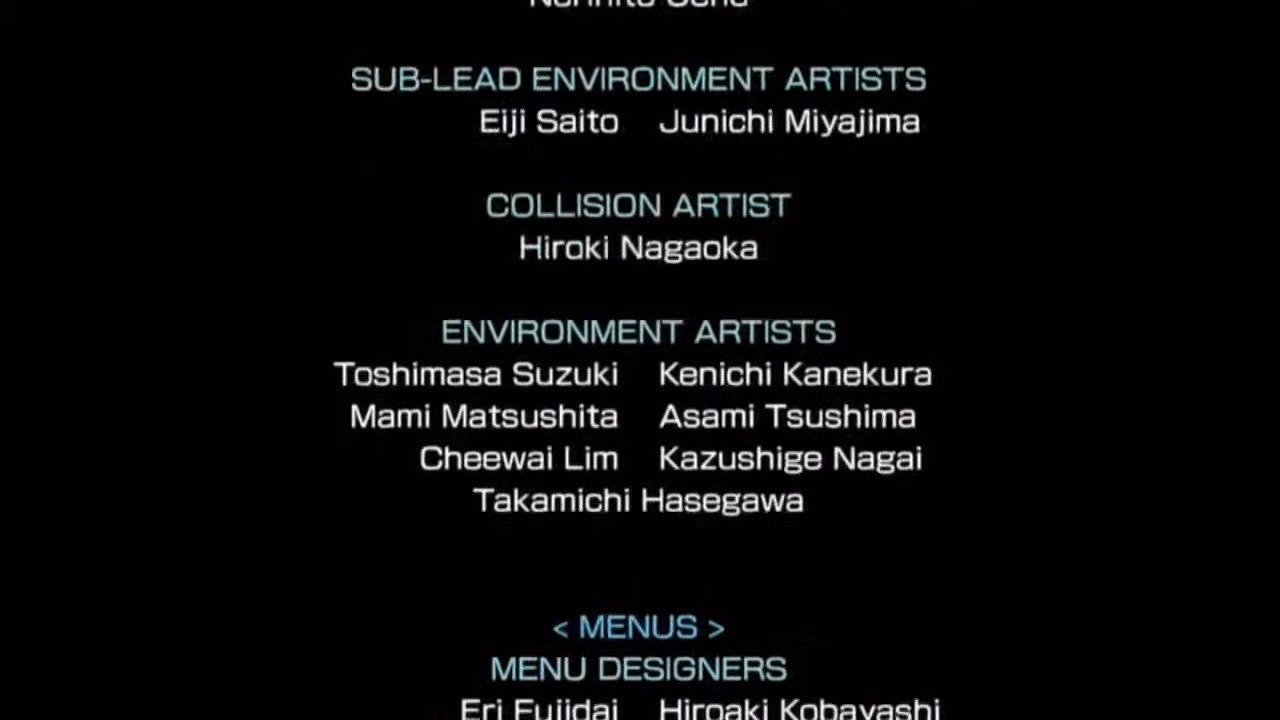 SUB-LEAD ENVIRONMENT ARTISTS
Eiji Saito Junichi Miyajima
COLLISION ARTIST
Hiroki Nagaoka
ENVIRONMENT ARTISTS
Toshimasa Suzuki Kenichi Kanekura
Mami Matsushita Asami Tsushima
Cheewai Lim Kazushige Nagai
Takamichi Hasegawa
< MENUS >
MENU DESIGNERS
Eri Fujidai Hiroaki Kobayashi